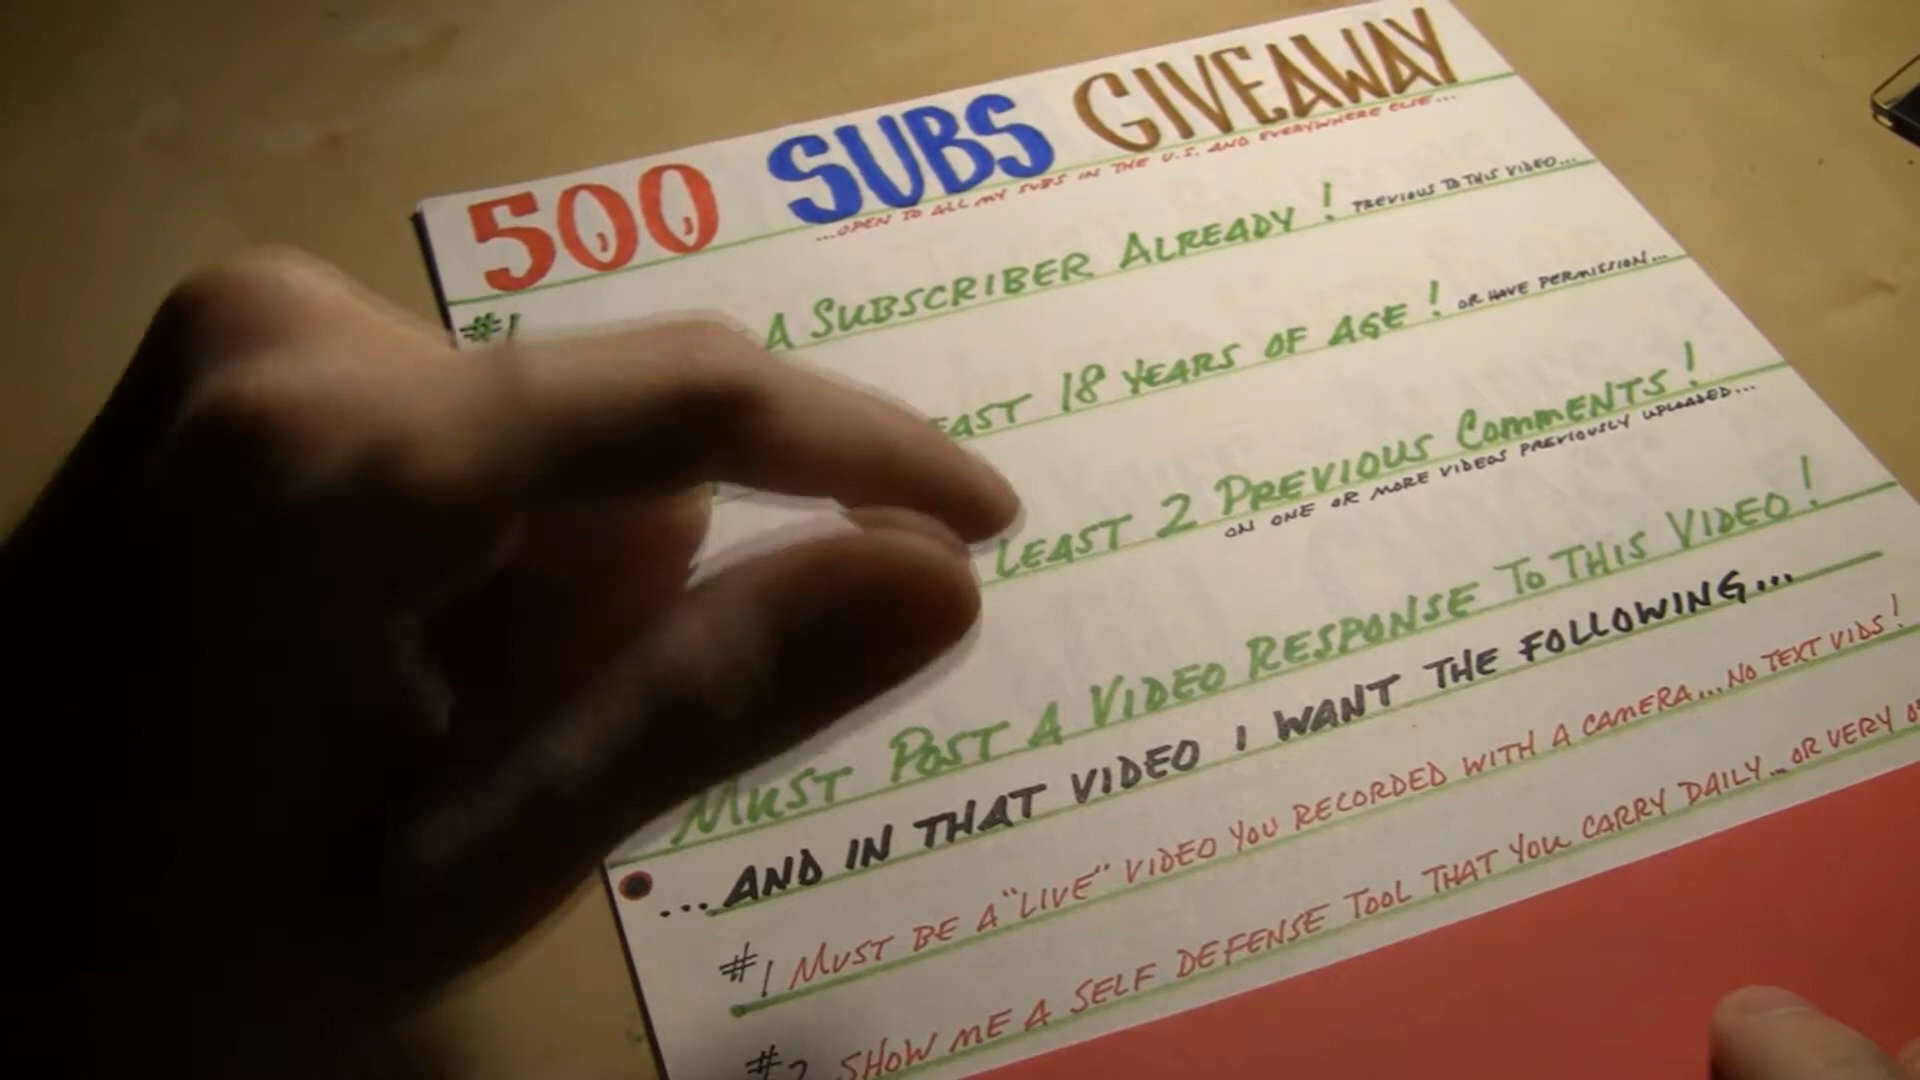 500 SUBS GIVEAWAY
...OPEN TO ALL MY SUBS IN THE U.S. AND EVERYWHERE ELSE...
#1 A SUBSCRIBER ALREADY! PREVIOUS TO THIS VIDEO...
18 YEARS OF AGE! OR HAVE PERMISSION...
LEAST 2 PREVIOUS COMMENTS!
ON ONE OR MORE VIDEOS PREVIOUSLY UPLOADED...
MUST POST A VIDEO RESPONSE TO THIS VIDEO!
...AND IN THAT VIDEO I WANT THE FOLLOWING...
#1 MUST BE A "LIVE" VIDEO YOU RECORDED WITH A CAMERA...NO TEXT VIDS!
#2 SHOW ME A SELF DEFENSE TOOL THAT YOU CARRY DAILY...OR VERY